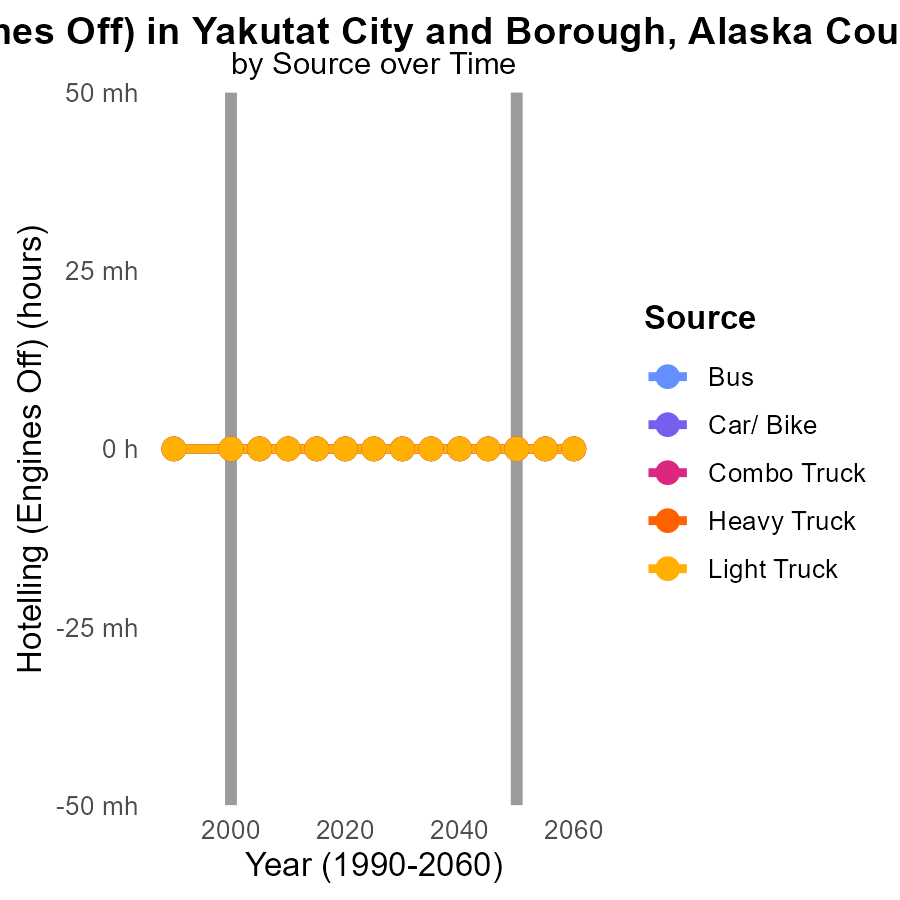 nes Off) in Yakutat City and Borough, Alaska Cou
by Source over Time
50 mh
25 mh
0 h
-25 mh
-50 mh
Hotelling (Engines Off) (hours)
2000 2020 2040 2060
Year (1990-2060)
Source
Bus
Car/ Bike
Combo Truck
Heavy Truck
Light Truck